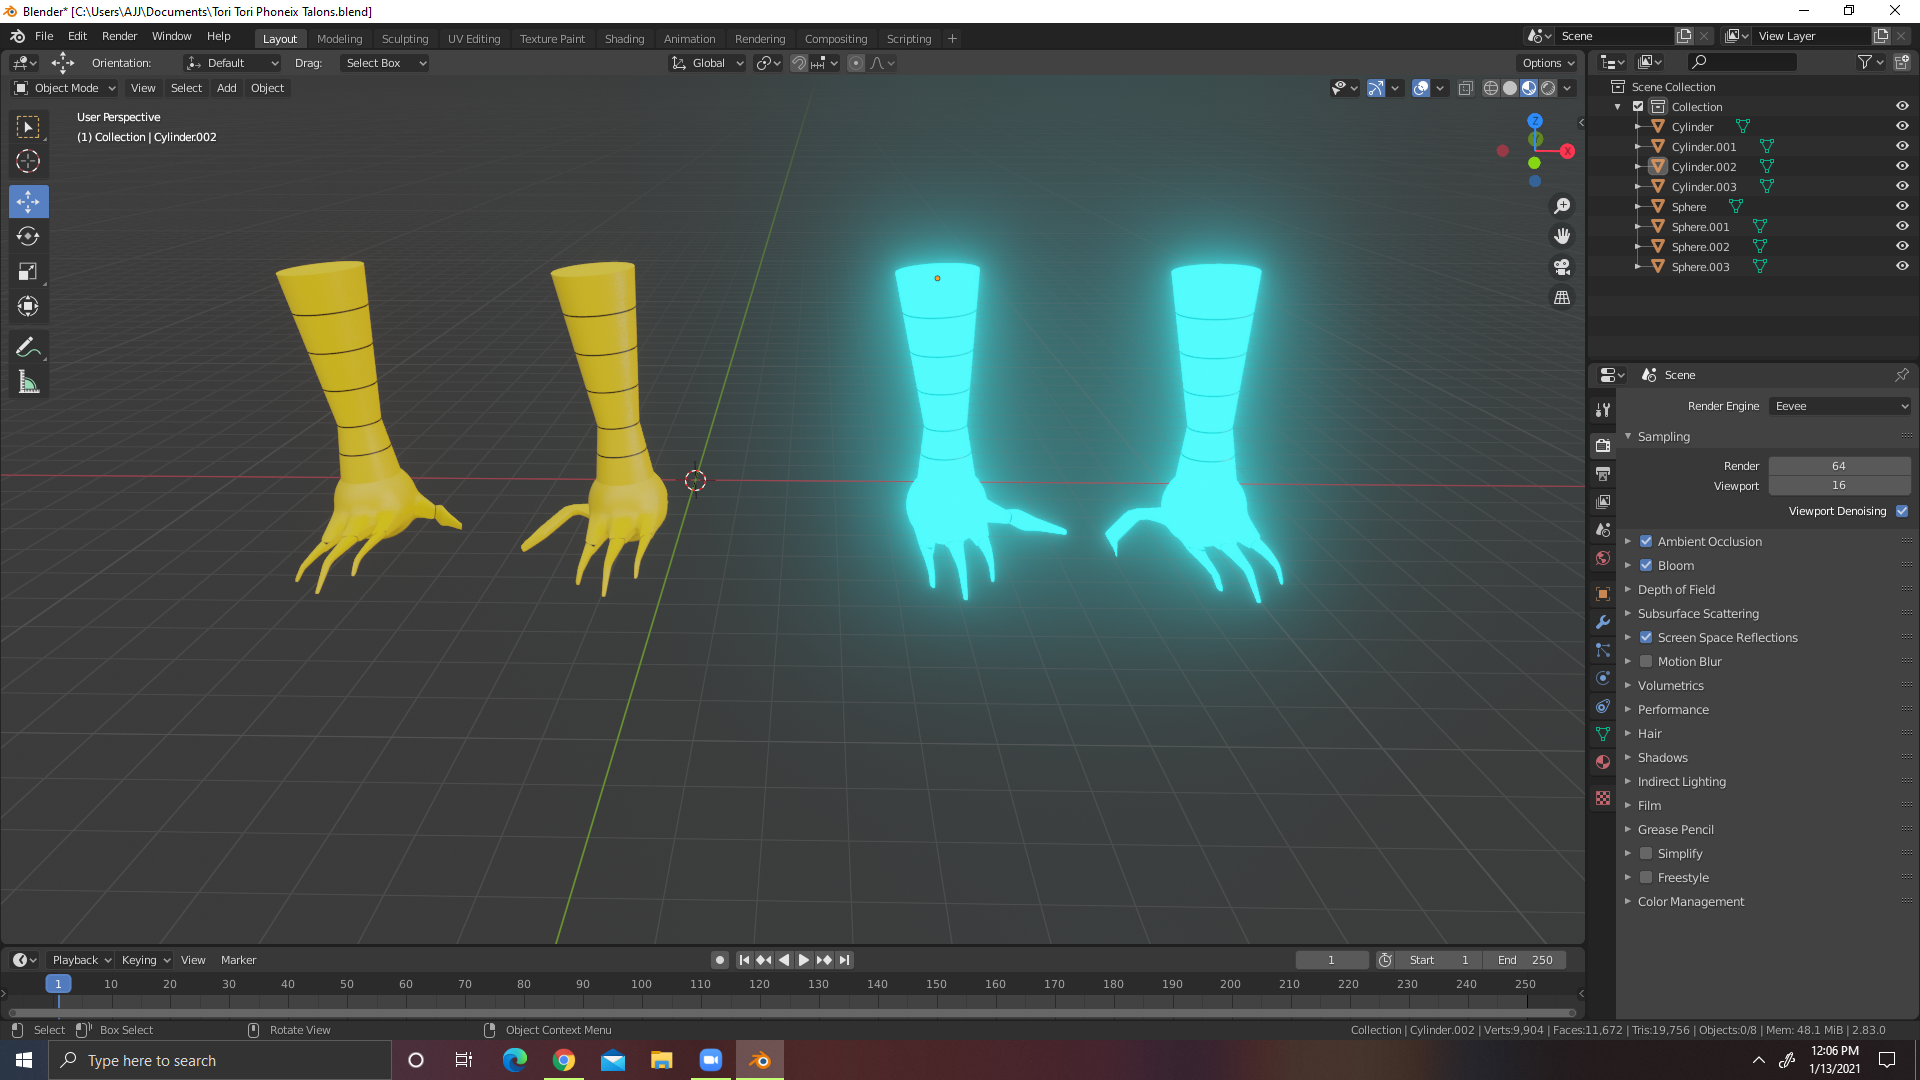 Blender* [C:\Users\AJJ\Documents\Tori Tori Phoneix Talons.blend]
File Edit Render Window Help Layout Modeling Sculpting UV Editing Texture Paint Shading Animation Rendering Compositing Scripting + Scene View Layer
Orientation: Default Drag: Select Box Global Options
Object Mode View Select Add Object
User Perspective
(1) Collection | Cylinder.002
Z
X
Scene Collection
Collection
Cylinder
Cylinder.001
Cylinder.002
Cylinder.003
Sphere
Sphere.001
Sphere.002
Sphere.003
Scene
Render Engine Eevee
Sampling
Render 64
Viewport 16
Viewport Denoising
Ambient Occlusion
Bloom
Depth of Field
Subsurface Scattering
Screen Space Reflections
Motion Blur
Volumetrics
Performance
Hair
Shadows
Indirect Lighting
Film
Grease Pencil
Simplify
Freestyle
Color Management
Playback Keying View Marker 1 Start 1 End 250
1 10 20 30 40 50 60 70 80 90 100 110 120 130 140 150 160 170 180 190 200 210 220 230 240 250
Select Box Select Rotate View Object Context Menu Collection | Cylinder.002 | Verts:9,904 | Faces:11,672 | Tris:19,756 | Objects:0/8 | Mem: 48.1 MiB | 2.83.0
Type here to search
12:06 PM
1/13/2021